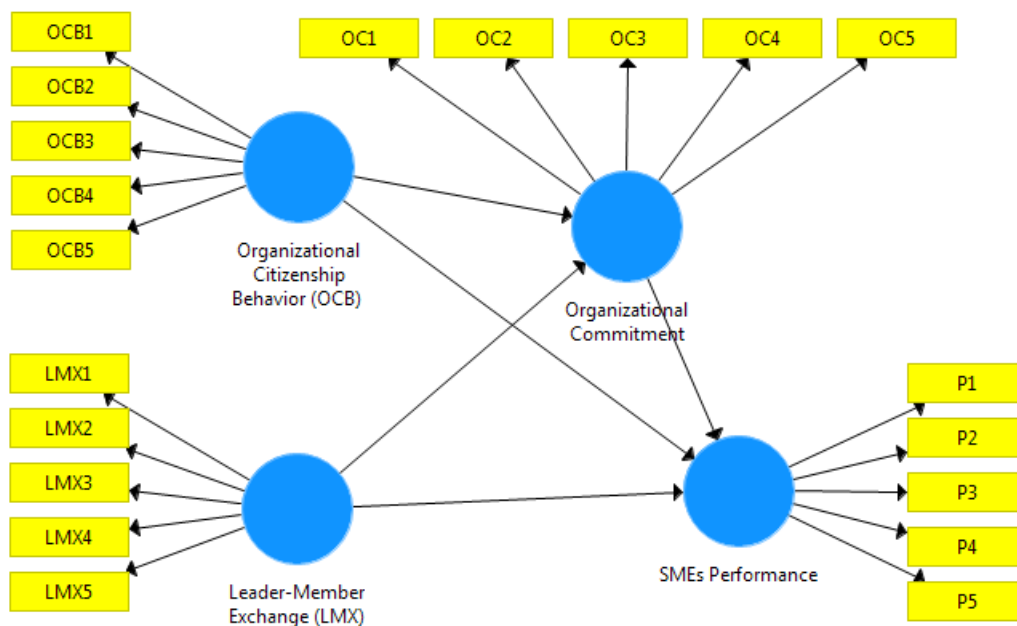 OCB1
OCB2
OCB3
OCB4
OCB5
OC1
OC2
OC3
OC4
OC5
Organizational
Citizenship
Behavior (OCB)
Organizational
Commitment
LMX1
LMX2
LMX3
LMX4
LMX5
Leader-Member
Exchange (LMX)
SMEs Performance
P1
P2
P3
P4
P5